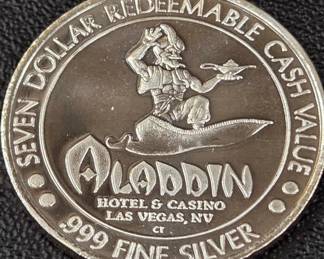 SEVEN DOLLAR REDEEMABLE CASH VALUE
ALADDIN
HOTEL & CASINO
LAS VEGAS, NV
CT
.999 FINE SILVER